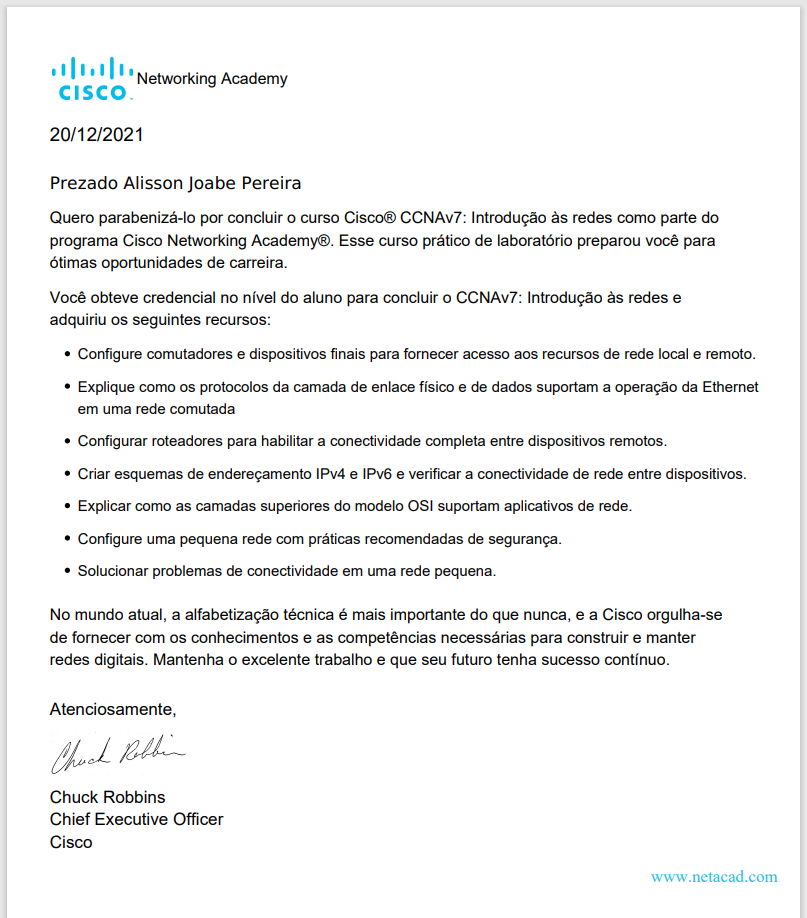 CISCO
Networking Academy
20/12/2021
Prezado Alisson Joabe Pereira
Quero parabenizá-lo por concluir o curso Cisco® CCNAv7: Introdução às redes como parte do
programa Cisco Networking Academy®. Esse curso prático de laboratório preparou você para
ótimas oportunidades de carreira.
Você obteve credencial no nível do aluno para concluir o CCNAv7: Introdução às redes e
adquiriu os seguintes recursos:
• Configure comutadores e dispositivos finais para fornecer acesso aos recursos de rede local e remoto.
• Explique como os protocolos da camada de enlace físico e de dados suportam a operação da Ethernet
em uma rede comutada
• Configurar roteadores para habilitar a conectividade completa entre dispositivos remotos.
• Criar esquemas de endereçamento IPv4 e IPv6 e verificar a conectividade de rede entre dispositivos.
• Explicar como as camadas superiores do modelo OSI suportam aplicativos de rede.
• Configure uma pequena rede com práticas recomendadas de segurança.
• Solucionar problemas de conectividade em uma rede pequena.
No mundo atual, a alfabetização técnica é mais importante do que nunca, e a Cisco orgulha-se
de fornecer com os conhecimentos e as competências necessárias para construir e manter
redes digitais. Mantenha o excelente trabalho e que seu futuro tenha sucesso contínuo.
Atenciosamente,
Chuck Robbins
Chuck Robbins
Chief Executive Officer
Cisco
www.netacad.com